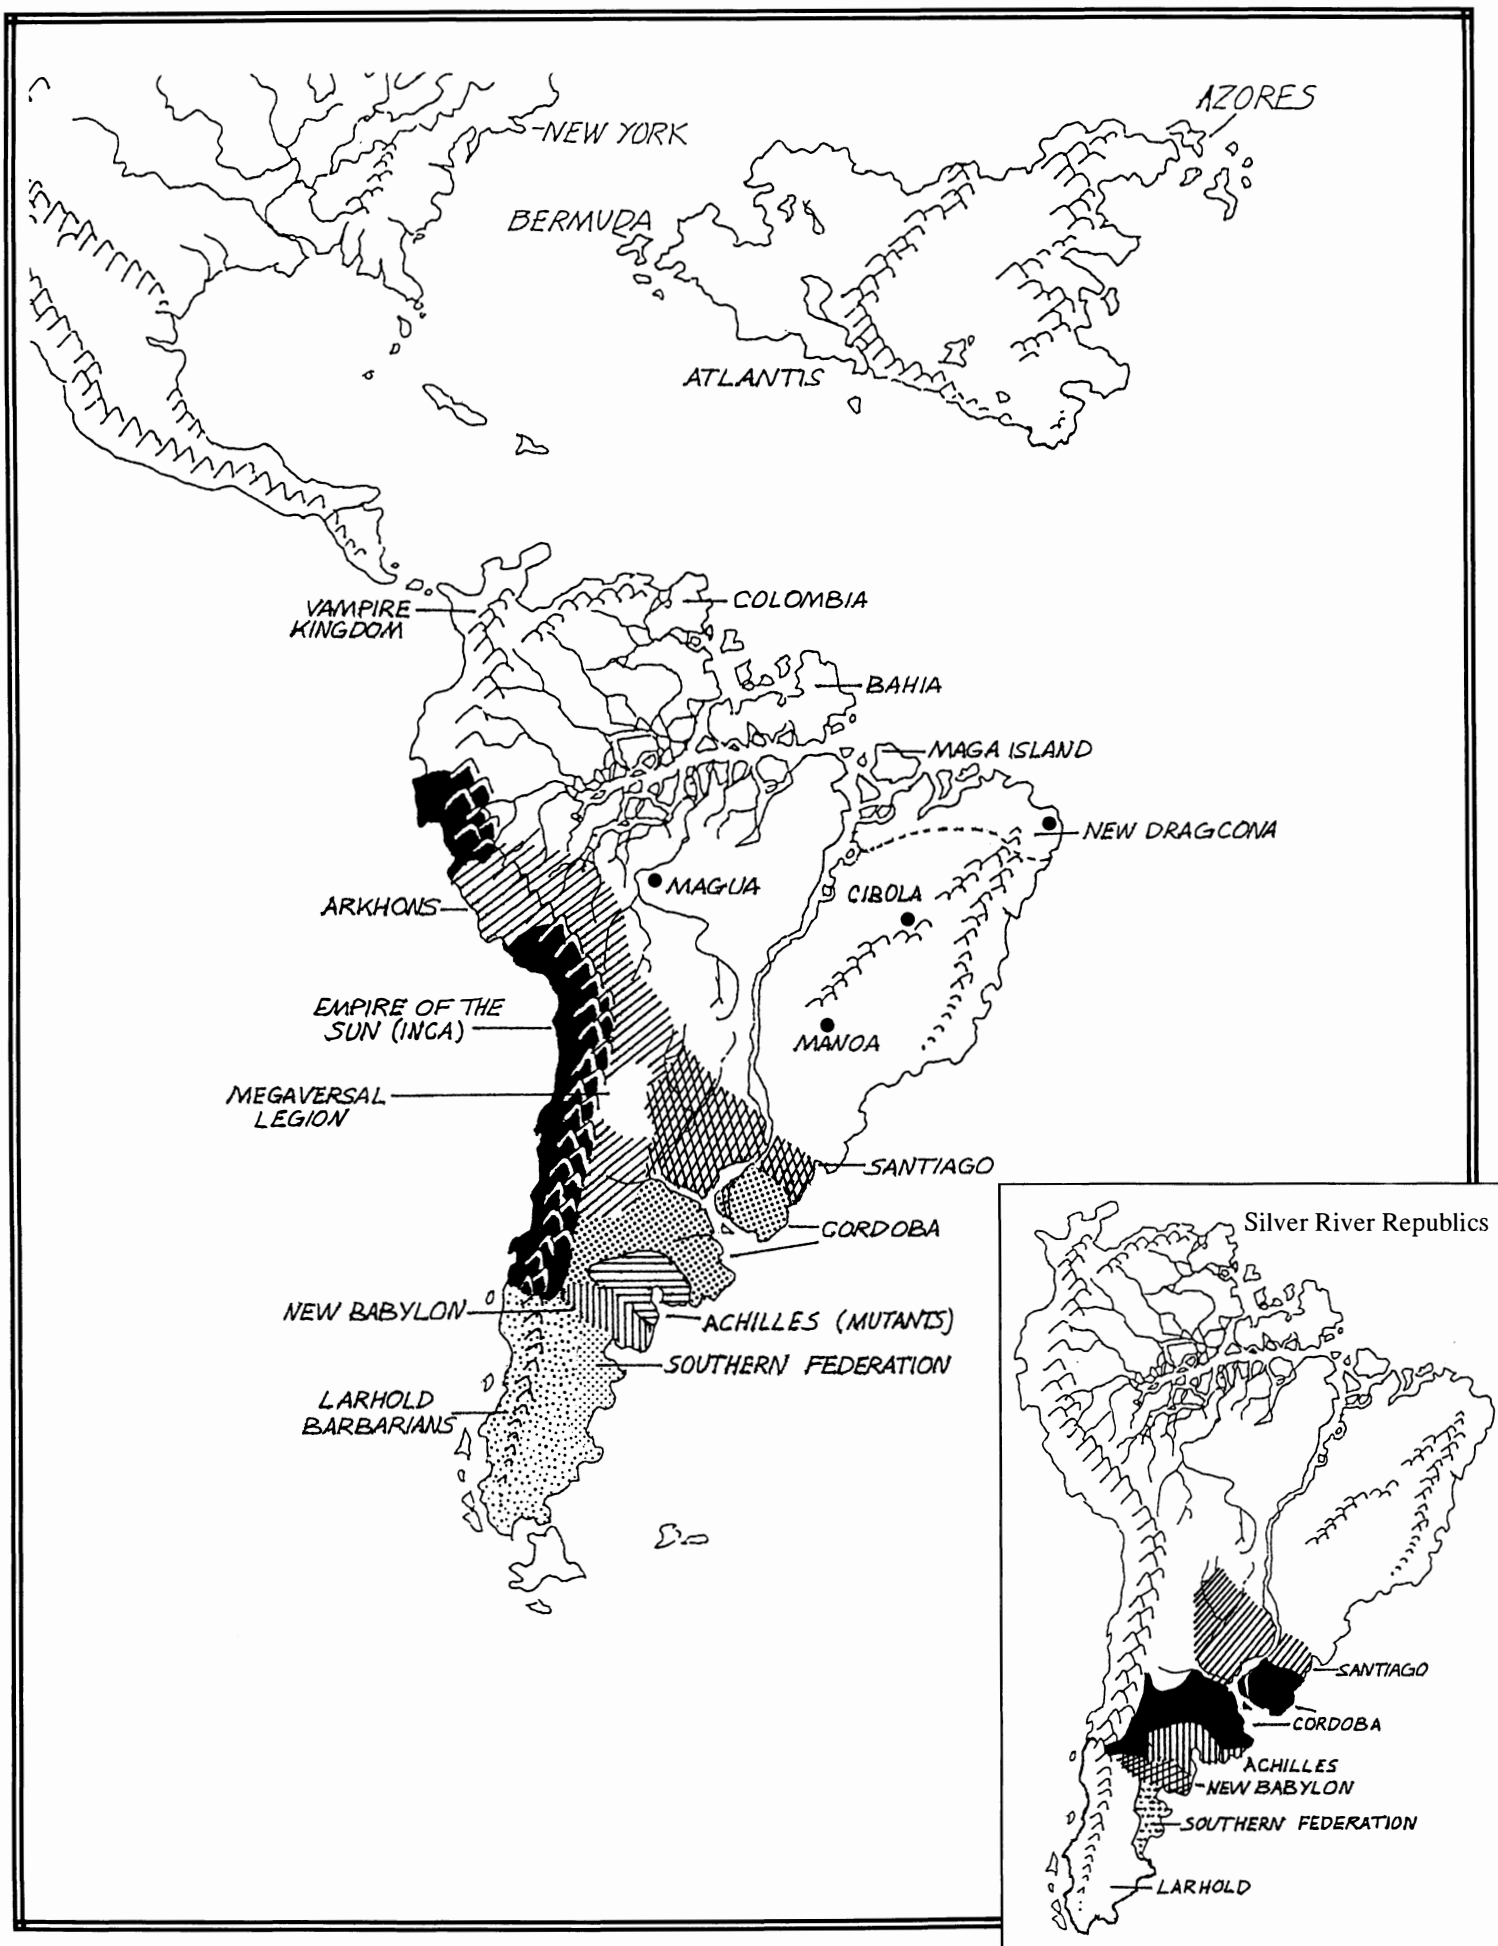 AZORES
NEW YORK
BERMUDA
ATLANTIS
VAMPIRE
KINGDOM
COLOMBIA
BAHIA
MAGA ISLAND
NEW DRAGCONA
MAGUA
CIBOLA
ARKHONS
EMPIRE OF THE
SUN (INCA)
MANOA
MEGAVERSAL
LEGION
SANTIAGO
CORDOBA
NEW BABYLON
ACHILLES (MUTANTS)
SOUTHERN FEDERATION
LARHOLD
BARBARIANS
Silver River Republics
SANTIAGO
CORDOBA
ACHILLES
NEW BABYLON
SOUTHERN FEDERATION
LARHOLD